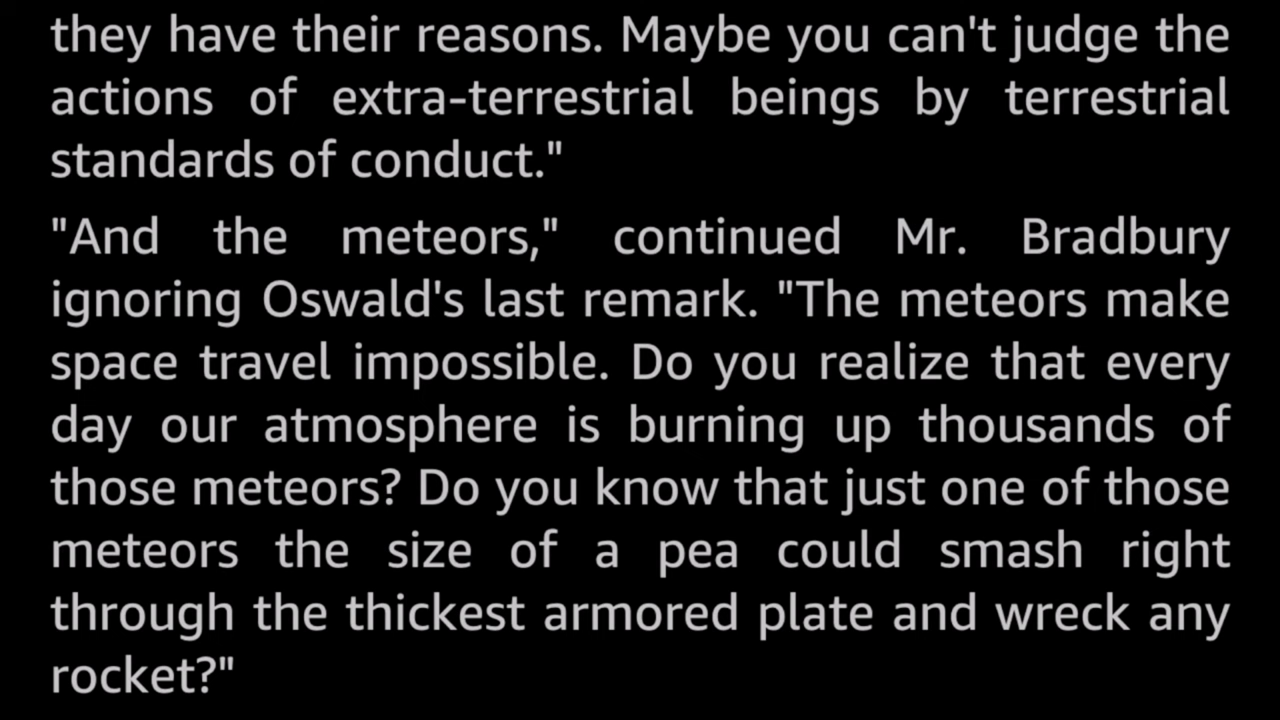 they have their reasons. Maybe you can't judge the
actions of extra-terrestrial beings by terrestrial
standards of conduct."
"And the meteors," continued Mr. Bradbury
ignoring Oswald's last remark. "The meteors make
space travel impossible. Do you realize that every
day our atmosphere is burning up thousands of
those meteors? Do you know that just one of those
meteors the size of a pea could smash right
through the thickest armored plate and wreck any
rocket?"